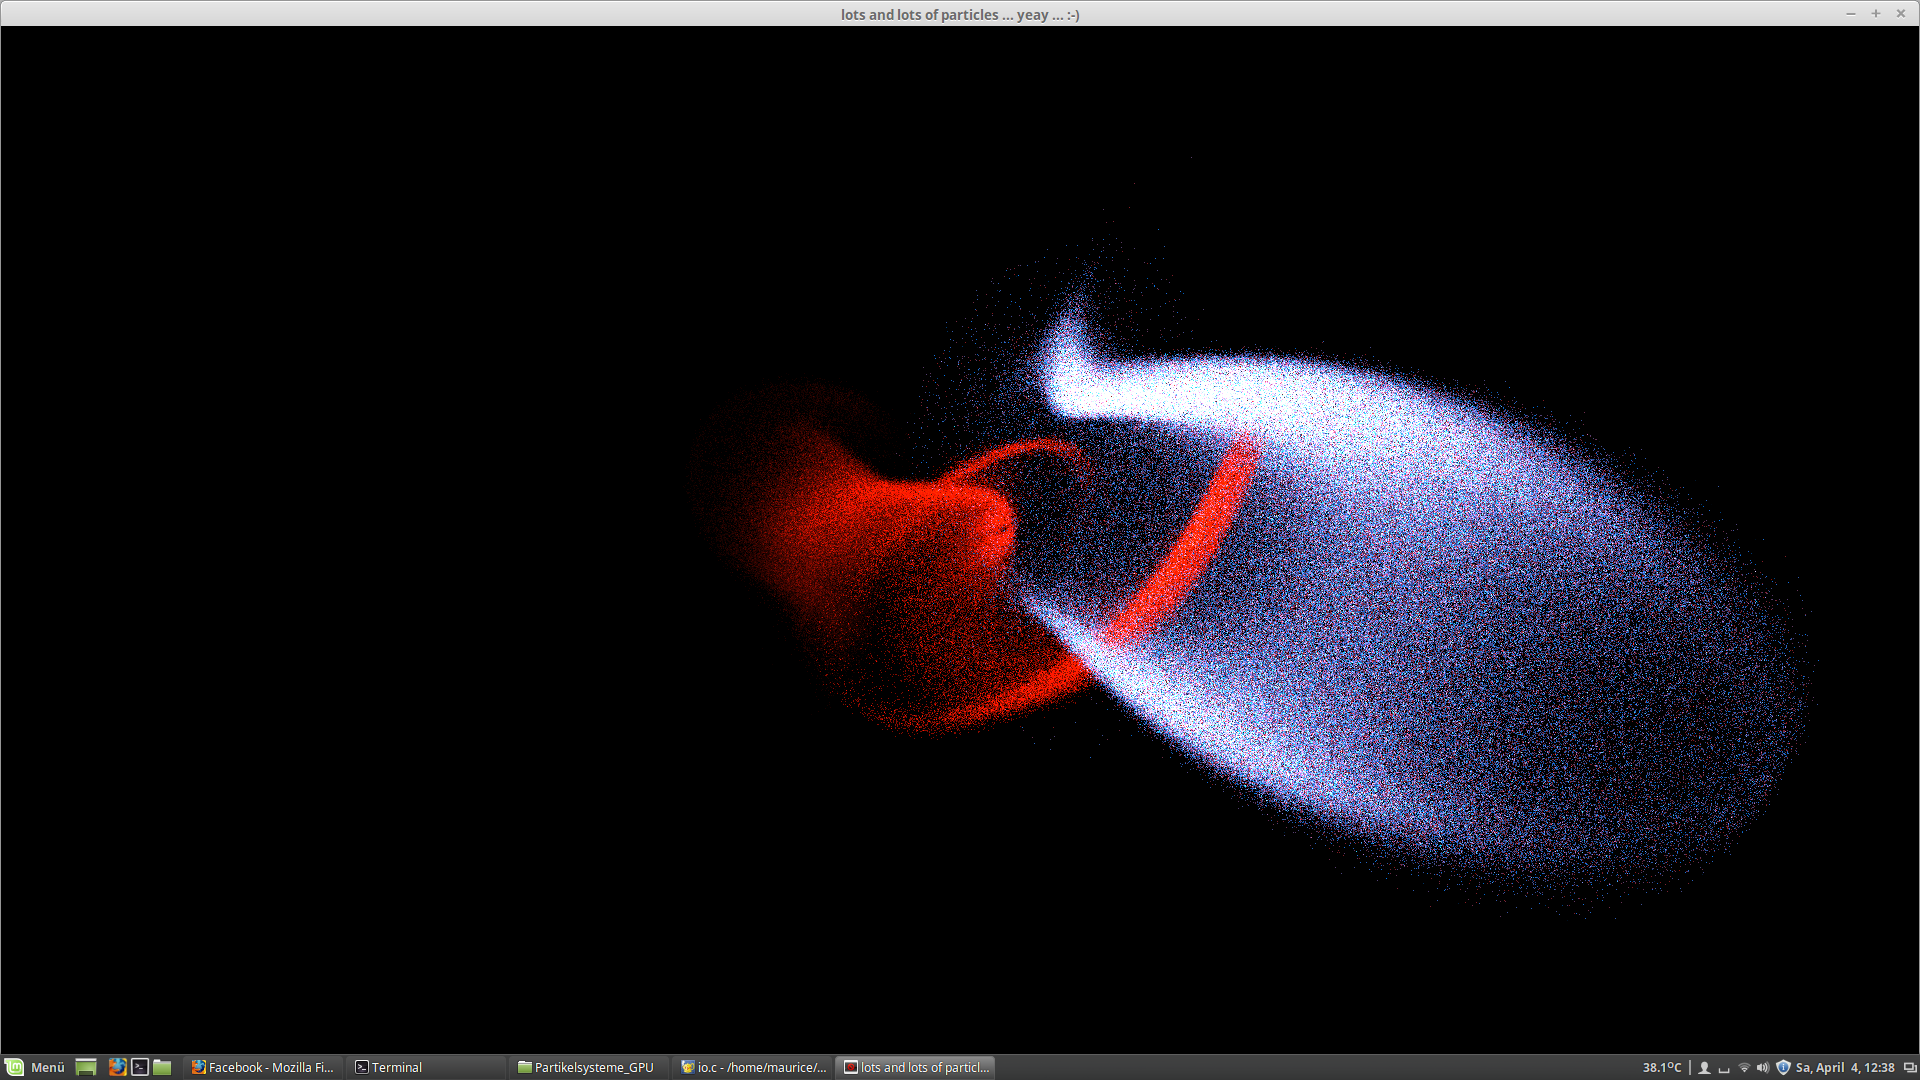 lots and lots of particles ... yeay ... :-)
Menü
Facebook - Mozilla Fi...
Terminal
Partikelsysteme_GPU
io.c - /home/maurice/...
lots and lots of particl...
38.1°C
Sa, April  4, 12:38